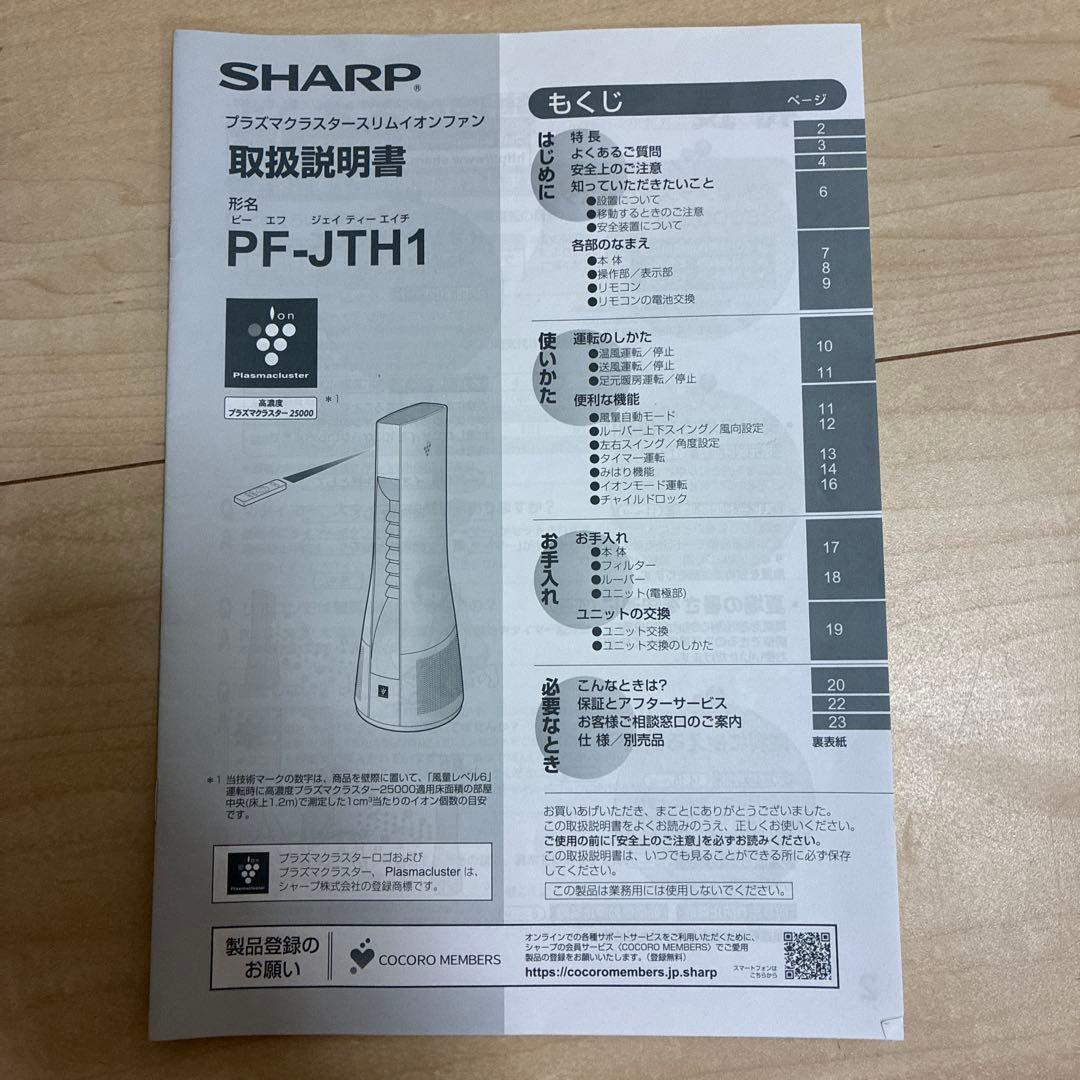 SHARP®
プラズマクラスタースリムイオンファン
取扱説明書
形名
ピー エフ ジェイ ティー エイチ
PF-JTH1
ion
Plasmacluster
高濃度
プラズマクラスター25000
*1
*1 当技術マークの数字は、商品を壁際に置いて、「風量レベル6」
運転時に高濃度プラズマクラスター25000適用床面積の部屋
中央(床上1.2m)で測定した1cm³当たりのイオン個数の目安
です。
Plasmacluster
プラズマクラスターロゴおよび
プラズマクラスター、Plasmacluster は、
シャープ株式会社の登録商標です。
もくじ ページ
はじめに
特長 2
よくあるご質問 3
安全上のご注意 4
知っていただきたいこと 6
●設置について
●移動するときのご注意
●安全装置について
各部のなまえ
●本体 7
●操作部/表示部 8
●リモコン 9
●リモコンの電池交換
使いかた
運転のしかた
●温風運転/停止 10
●送風運転/停止
●足元暖房運転/停止 11
便利な機能
●風量自動モード 11
●ルーバー上下スイング/風向設定 12
●左右スイング/角度設定
●タイマー運転 13
●みはり機能 14
●イオンモード運転 16
●チャイルドロック
お手入れ
お手入れ
●本体 17
●フィルター
●ルーバー 18
●ユニット(電極部)
ユニットの交換
●ユニット交換 19
●ユニット交換のしかた
必要なとき
こんなときは? 20
保証とアフターサービス 22
お客様ご相談窓口のご案内 23
仕様/別売品 裏表紙
お買いあげいただき、まことにありがとうございました。
この取扱説明書をよくお読みのうえ、正しくお使いください。
ご使用の前に「安全上のご注意」を必ずお読みください。
この取扱説明書は、いつでも見ることができる所に必ず保存
してください。
この製品は業務用には使用しないでください。
製品登録の
お願い
COCORO MEMBERS
オンラインでの各種サポートサービスをご利用いただくために、
シャープの会員サービス〈COCORO MEMBERS〉でご愛用
製品の登録をお願いいたします。(登録無料)
https://cocoromembers.jp.sharp
スマートフォンは
こちらから